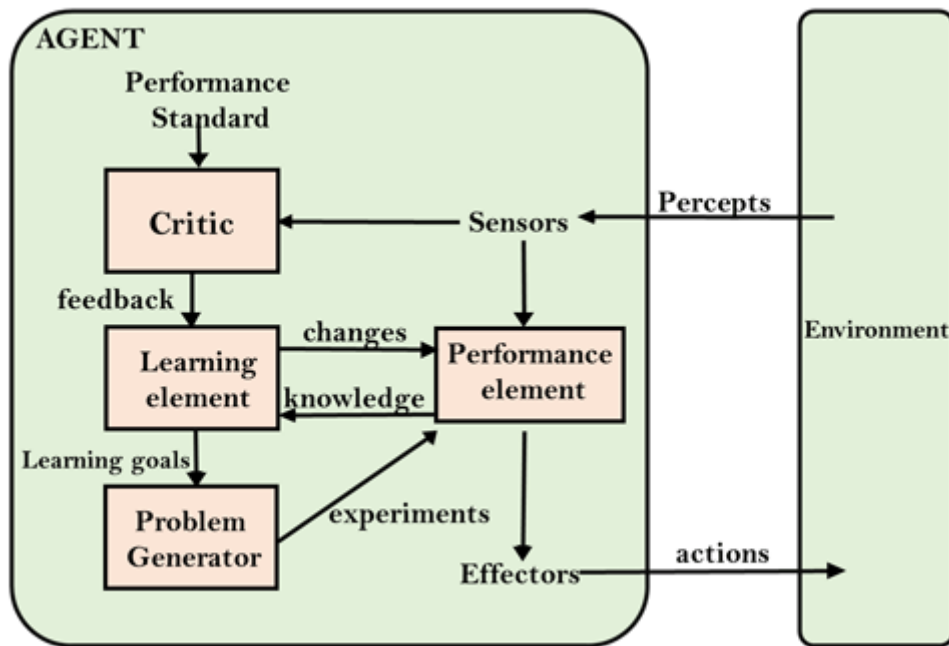 AGENT
Performance
Standard
Critic
Sensors
Percepts
feedback
changes
Learning
element
Performance
element
Environment
knowledge
Learning goals
Problem
Generator
experiments
Effectors
actions